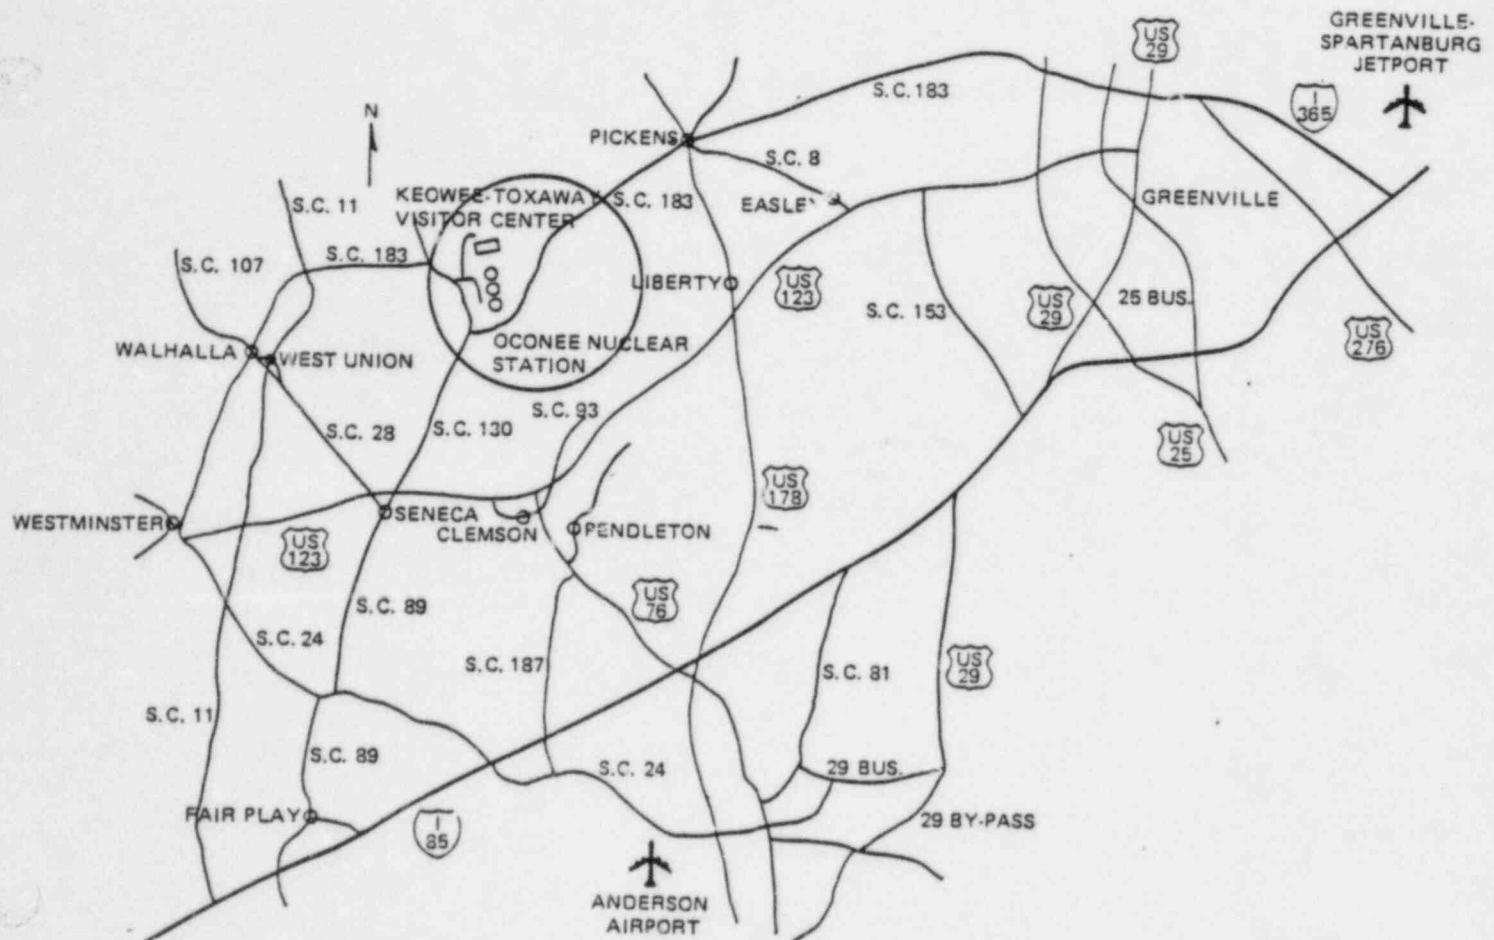 GREENVILLE-
SPARTANBURG
JETPORT
US
29
I
365
S.C. 183
N
PICKENS
S.C. 8
KEOWEE-TOXAWAY
VISITOR CENTER
S.C. 183
EASLEY
GREENVILLE
S.C. 11
S.C. 183
S.C. 107
LIBERTY
US
123
S.C. 153
US
29
25 BUS.
US
276
WALHALLA
WEST UNION
OCONEE NUCLEAR
STATION
S.C. 93
S.C. 28
S.C. 130
US
25
US
178
WESTMINSTER
SENECA
CLEMSON
PENDLETON
US
123
US
76
S.C. 89
S.C. 24
S.C. 187
S.C. 81
US
29
S.C. 11
S.C. 89
S.C. 24
29 BUS.
FAIR PLAY
I
85
29 BY-PASS
ANDERSON
AIRPORT